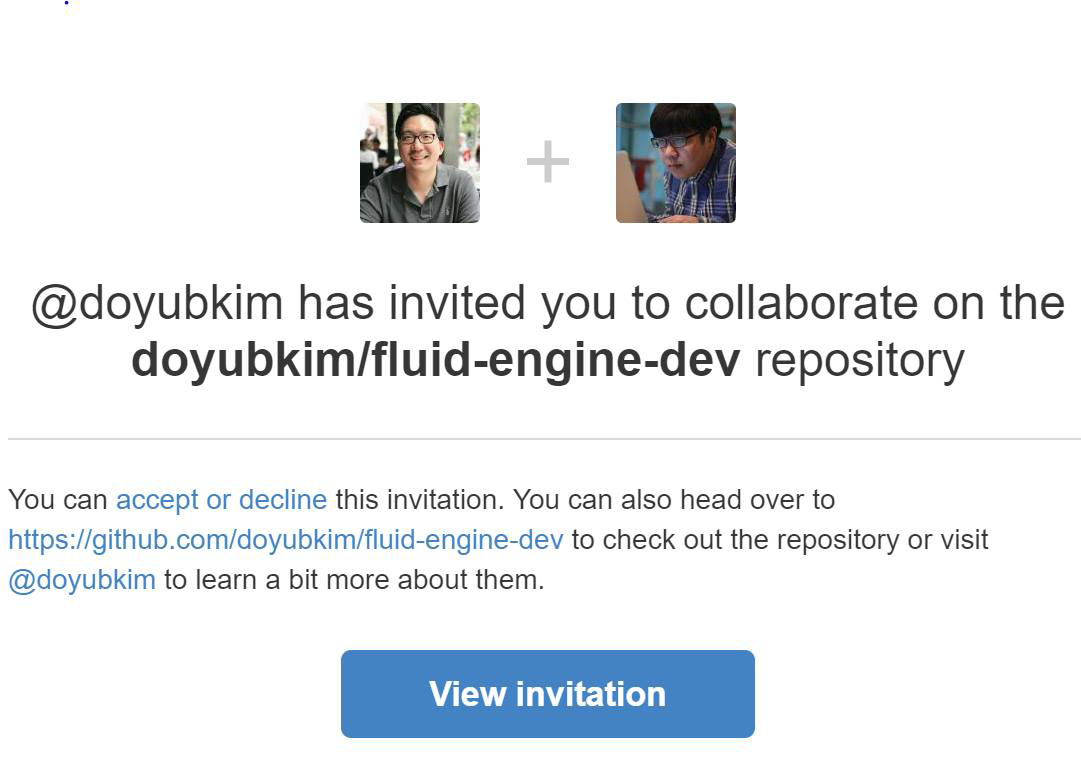 @doyubkim has invited you to collaborate on the
doyubkim/fluid-engine-dev repository
You can accept or decline this invitation. You can also head over to
https://github.com/doyubkim/fluid-engine-dev to check out the repository or visit
@doyubkim to learn a bit more about them.
View invitation